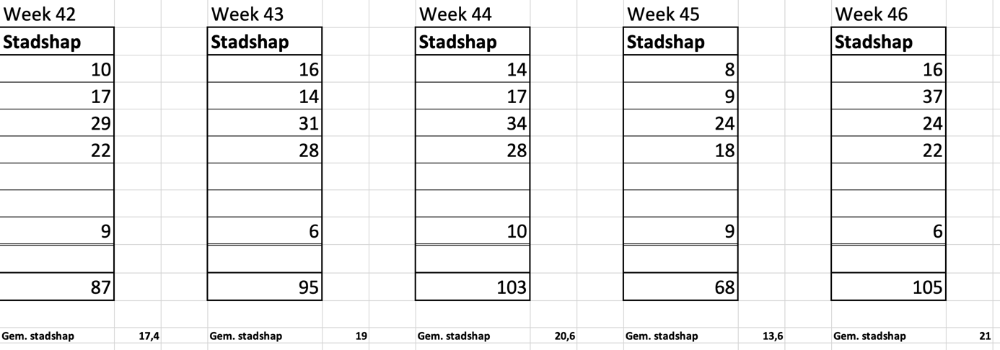 Week 42 Week 43 Week 44 Week 45 Week 46
Stadshap Stadshap Stadshap Stadshap Stadshap
10 16 14 8 16
17 14 17 9 37
29 31 34 24 24
22 28 28 18 22
9 6 10 9 6
87 95 103 68 105
Gem. stadshap 17,4 Gem. stadshap 19 Gem. stadshap 20,6 Gem. stadshap 13,6 Gem. stadshap 21